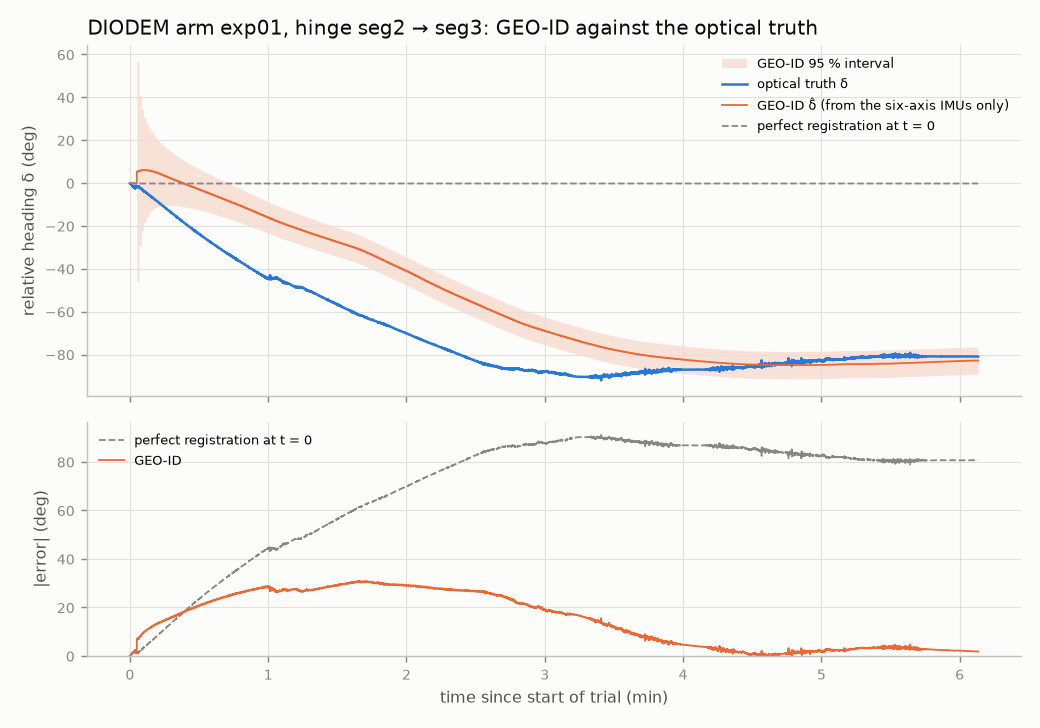 DIODEM arm exp01, hinge seg2 → seg3: GEO-ID against the optical truth
60
40
20
0
−20
−40
−60
−80
relative heading δ (deg)
GEO-ID 95 % interval
optical truth δ
GEO-ID δ̂ (from the six-axis IMUs only)
perfect registration at t = 0
80
60
40
20
0
|error| (deg)
perfect registration at t = 0
GEO-ID
0 1 2 3 4 5 6
time since start of trial (min)